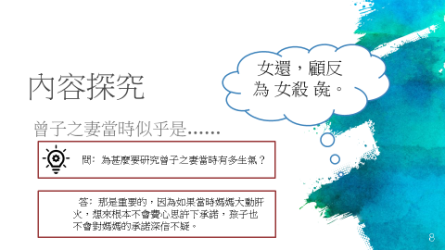 女還，顧反
為 女殺 彘。
內容探究
曾子之妻當時似乎是……
問：為甚麼要研究曾子之妻當時有多生氣？
答：那是重要的，因為如果當時媽媽大動肝
火，想來根本不會費心思許下承諾，孩子也
不會對媽媽的承諾深信不疑。
8